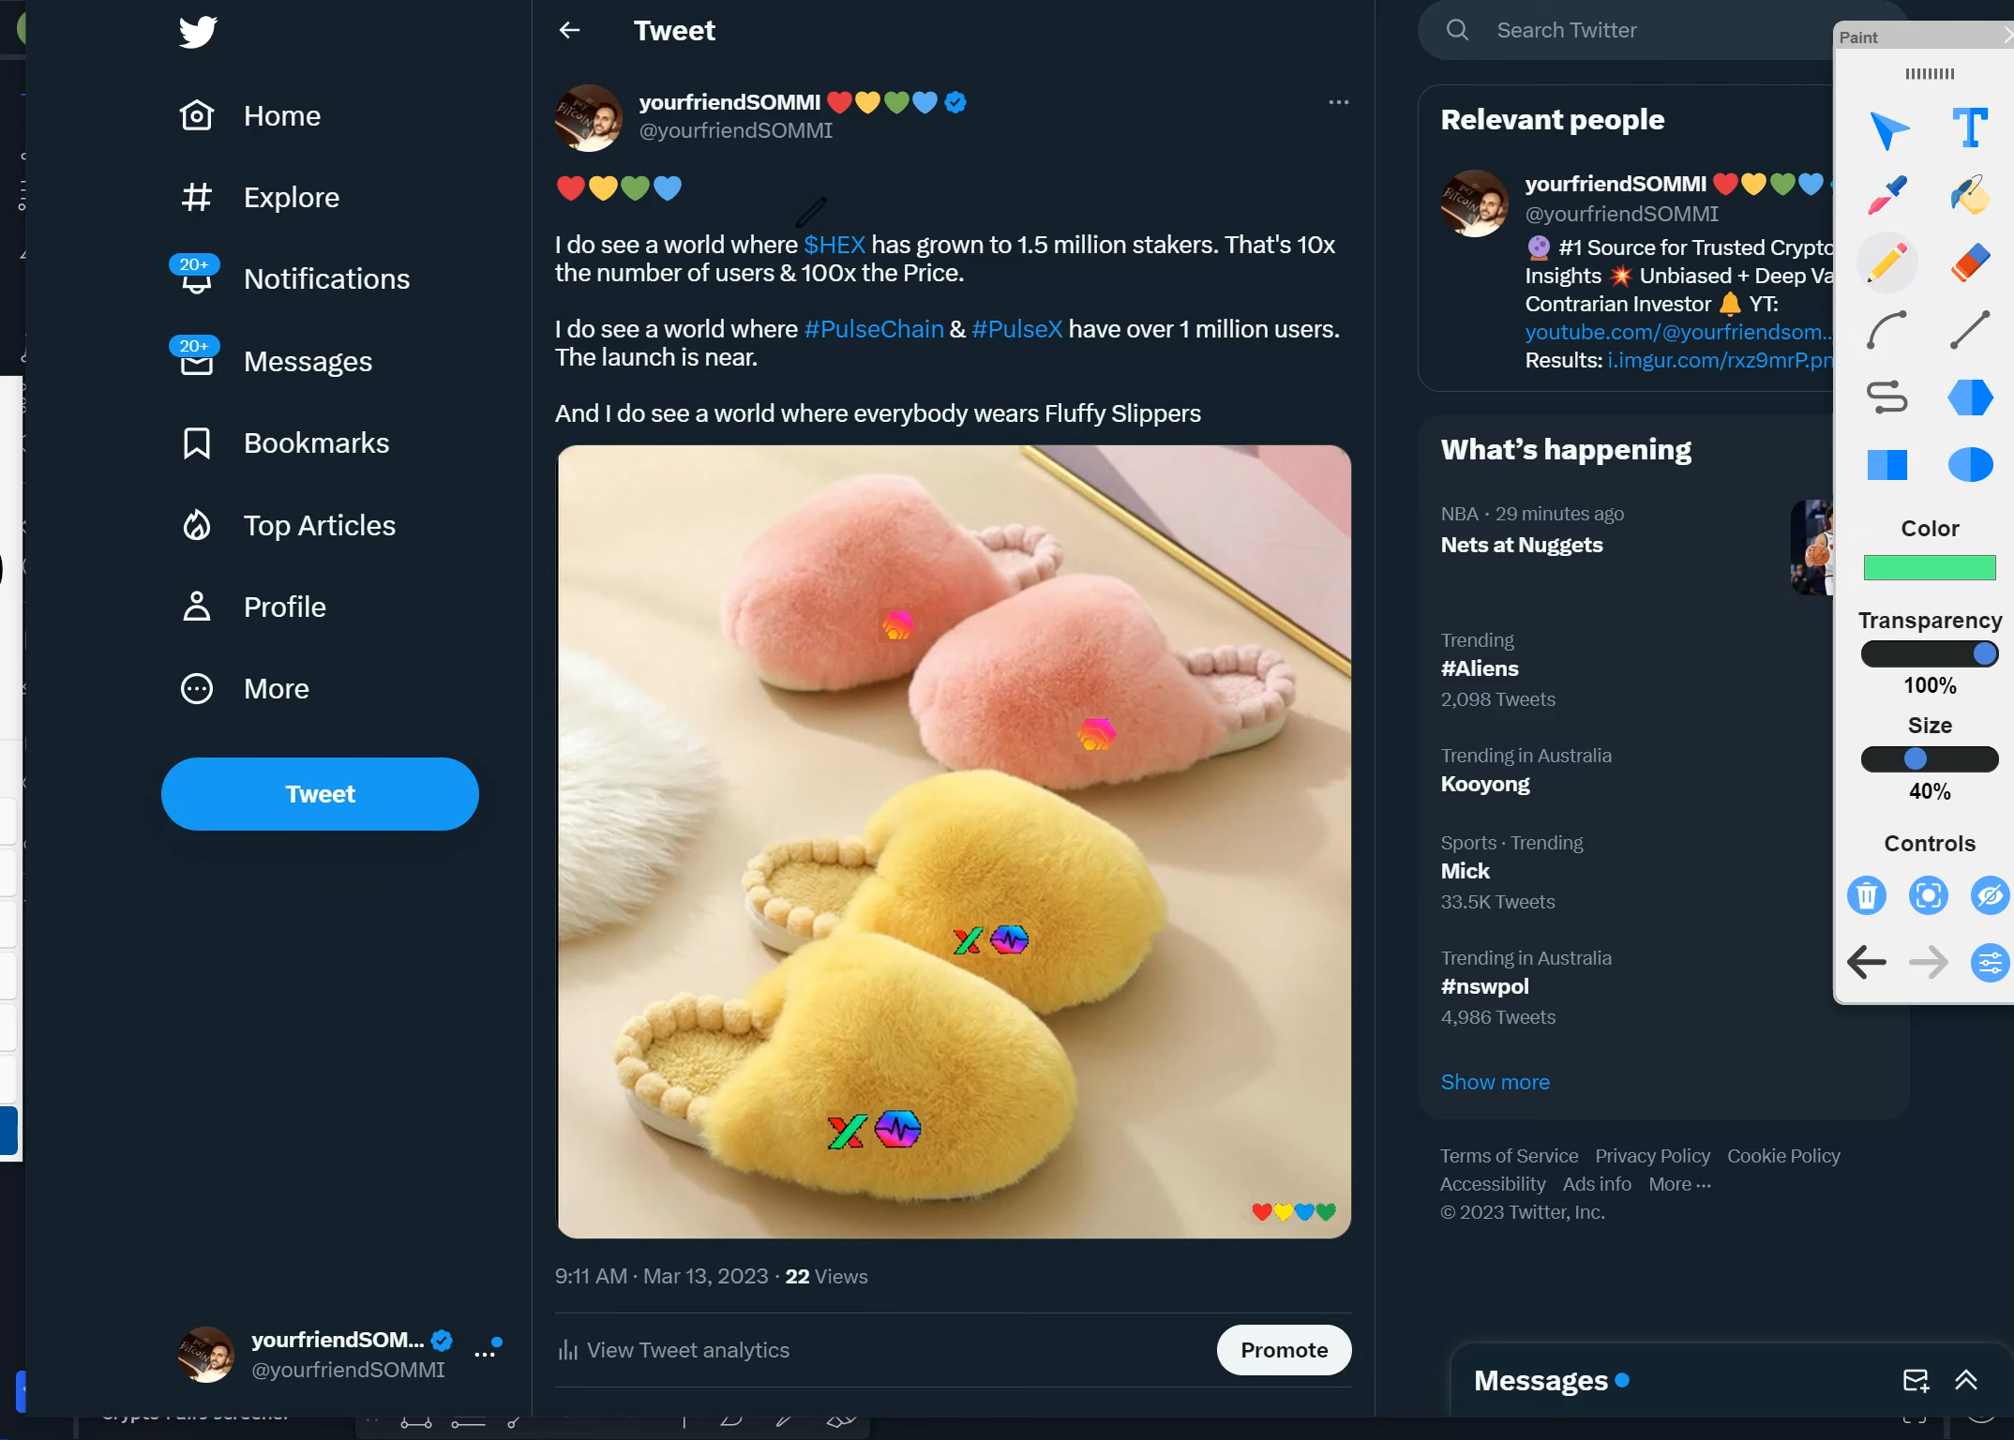 Home
Explore
20+
Notifications
20+
Messages
Bookmarks
Top Articles
Profile
More
Tweet
yourfriendSOM...
@yourfriendSOMMI
Tweet
yourfriendSOMMI
@yourfriendSOMMI
❤️💛💚💙
I do see a world where $HEX has grown to 1.5 million stakers. That's 10x
the number of users & 100x the Price.
I do see a world where #PulseChain & #PulseX have over 1 million users.
The launch is near.
And I do see a world where everybody wears Fluffy Slippers
9:11 AM · Mar 13, 2023 · 22 Views
View Tweet analytics
Promote
Search Twitter
Relevant people
yourfriendSOMMI
@yourfriendSOMMI
🔮 #1 Source for Trusted Crypto
Insights 💥 Unbiased + Deep Va
Contrarian Investor 🔔 YT:
youtube.com/@yourfriendsom...
Results: i.imgur.com/rxz9mrP.pn
What's happening
NBA · 29 minutes ago
Nets at Nuggets
Trending
#Aliens
2,098 Tweets
Trending in Australia
Kooyong
Sports · Trending
Mick
33.5K Tweets
Trending in Australia
#nswpol
4,986 Tweets
Show more
Terms of Service Privacy Policy Cookie Policy
Accessibility Ads info More ···
© 2023 Twitter, Inc.
Messages
Paint
T
Color
Transparency
100%
Size
40%
Controls